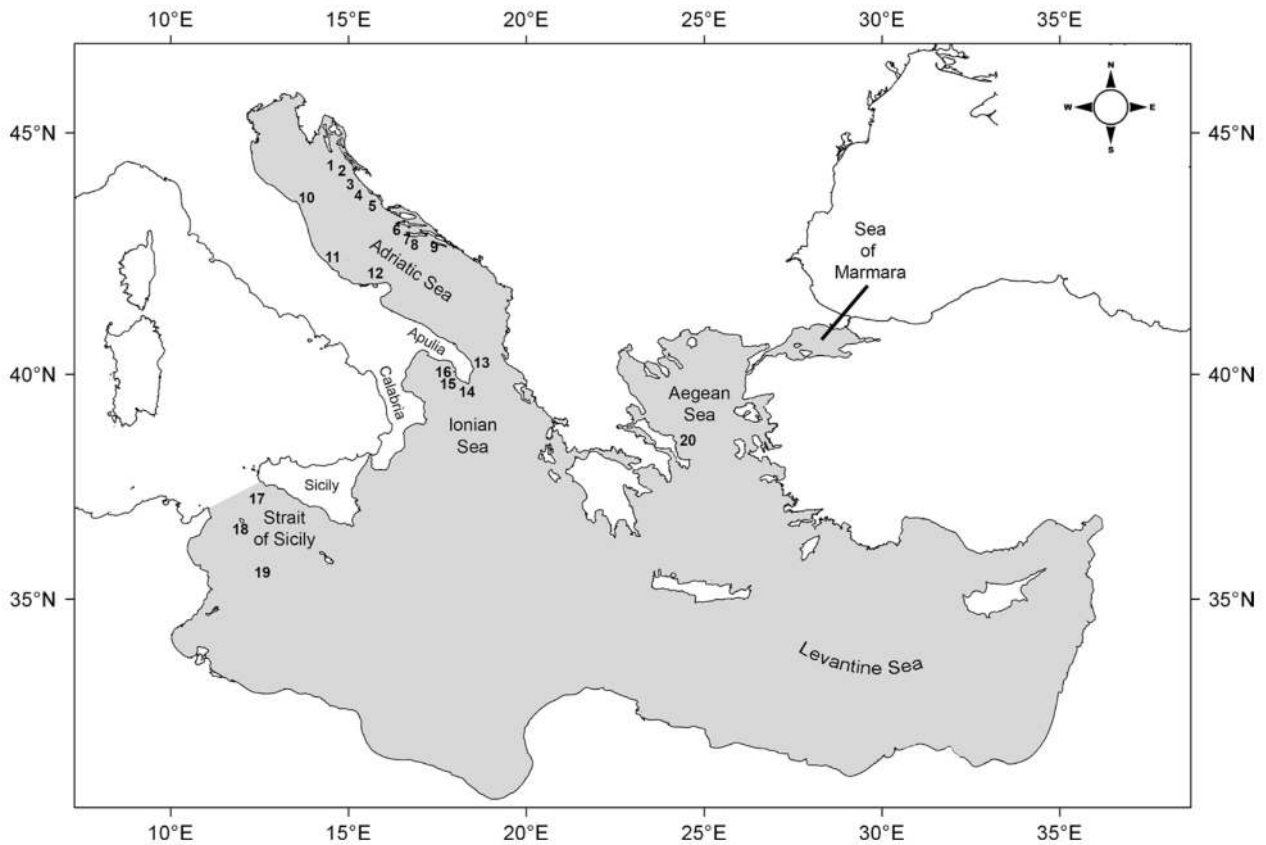 10°E 15°E 20°E 25°E 30°E 35°E
N
W E
S
45°N 45°N
1
2
3
4
5
10
6
7
8
9
Adriatic Sea
11
12
Sea
of
Marmara
Apulia
13
16
15
14
40°N 40°N
Calabria
Aegean
Sea
Ionian
Sea
20
Sicily
17
Strait
of Sicily
18
19
35°N 35°N
Levantine Sea
10°E 15°E 20°E 25°E 30°E 35°E